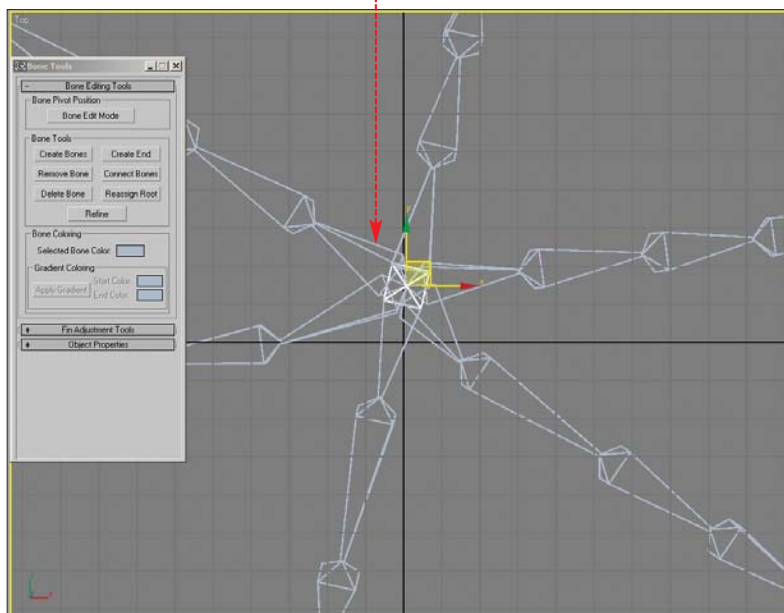 Top
Bone Tools
- Bone Editing Tools
Bone Pivot Position
Bone Edit Mode
Bone Tools
Create Bones Create End
Remove Bone Connect Bones
Delete Bone Reassign Root
Refine
Bone Coloring
Selected Bone Color:
Gradient Coloring
Apply Gradient Start Color:
End Color:
+ Fin Adjustment Tools
+ Object Properties
y
x
x